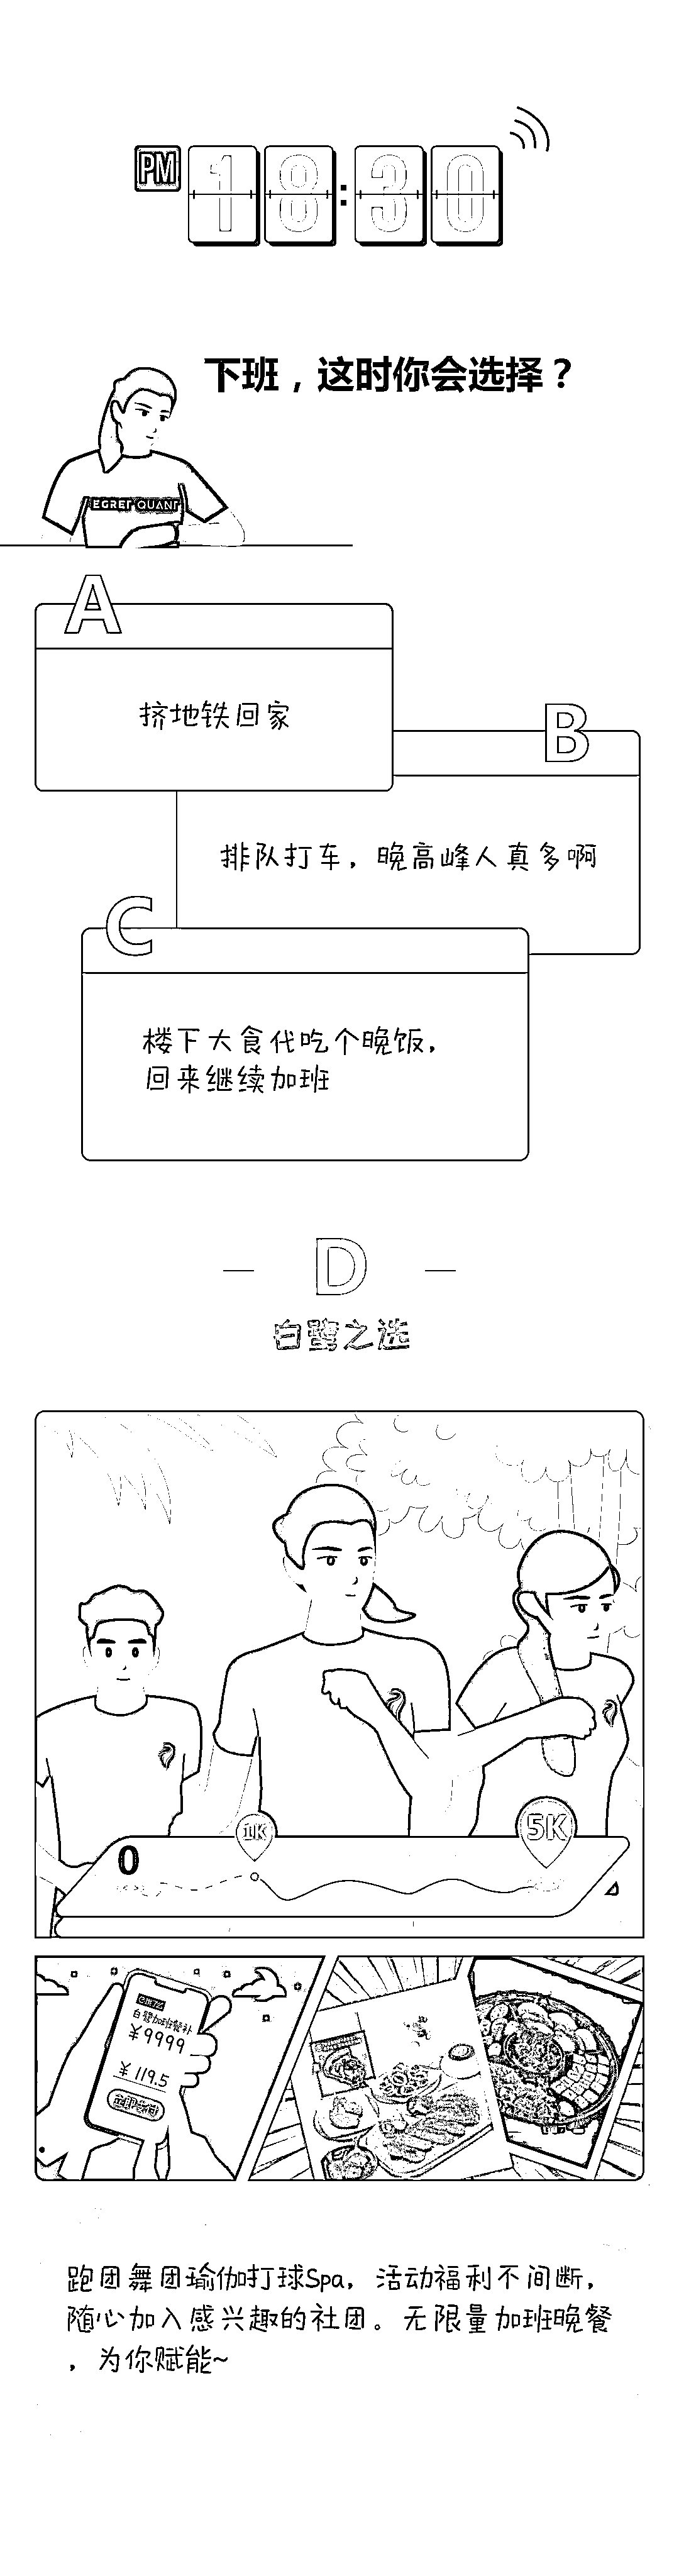 PM 18:30
下班，这时你会选择？
EGRET QUANT
A
挤地铁回家
B
排队打车，晚高峰人真多啊
C
楼下大食代吃个晚饭，
回来继续加班
D
白鹭之选
0
1K
5K
白鹭加班餐补
￥9999
￥119.5
跑团舞团瑜伽打球Spa，活动福利不间断，
随心加入感兴趣的社团。无限量加班晚餐
，为你赋能~